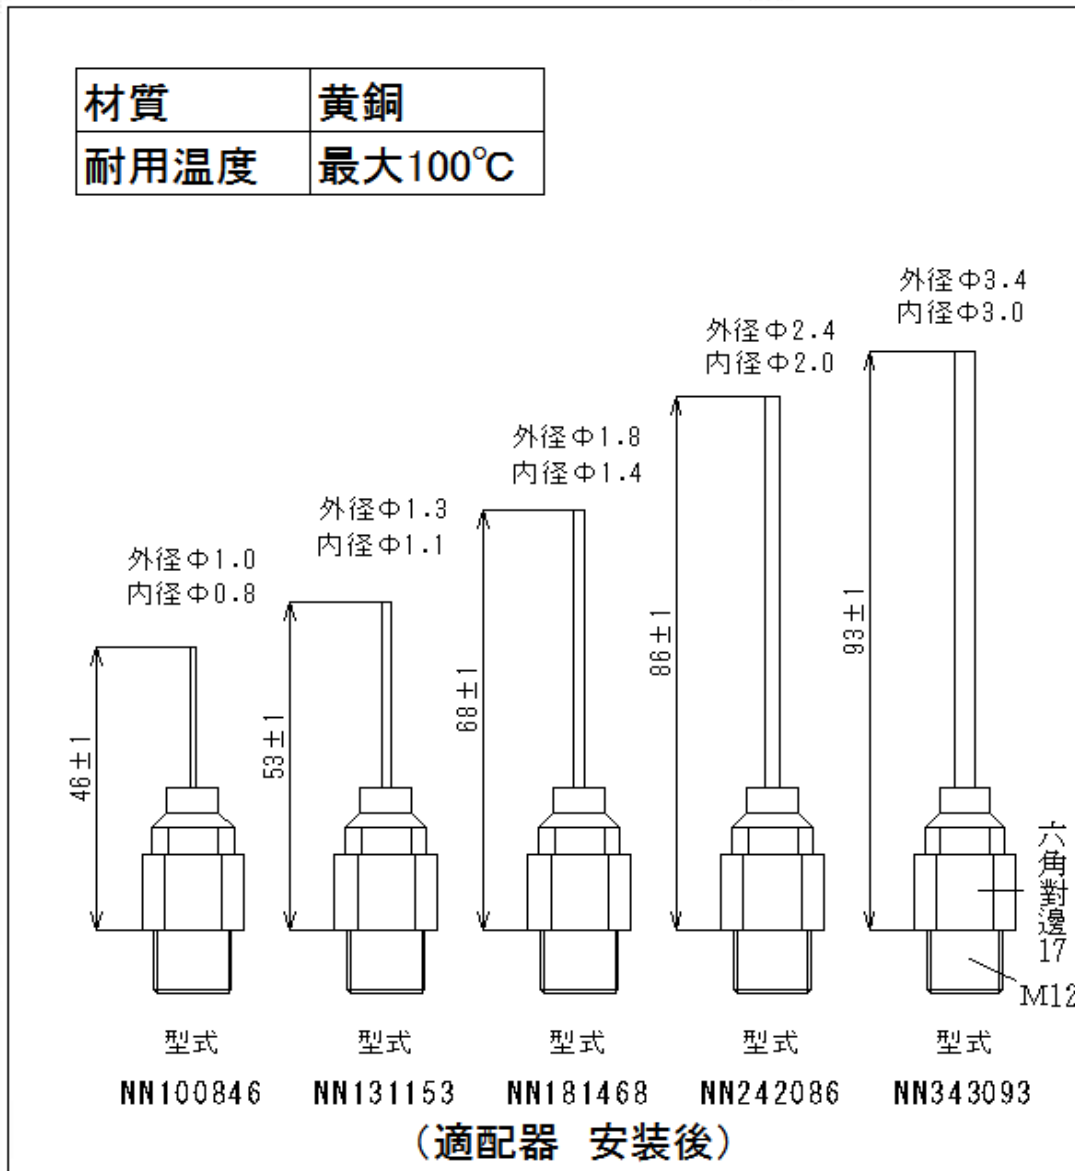 材質 黄銅
耐用温度 最大100℃
外径Φ3.4
内径Φ3.0
外径Φ2.4
内径Φ2.0
外径Φ1.8
内径Φ1.4
外径Φ1.3
内径Φ1.1
外径Φ1.0
内径Φ0.8
46±1
53±1
68±1
86±1
93±1
六角對邊17
M12
型式 型式 型式 型式 型式
NN100846 NN131153 NN181468 NN242086 NN343093
（適配器 安装後）